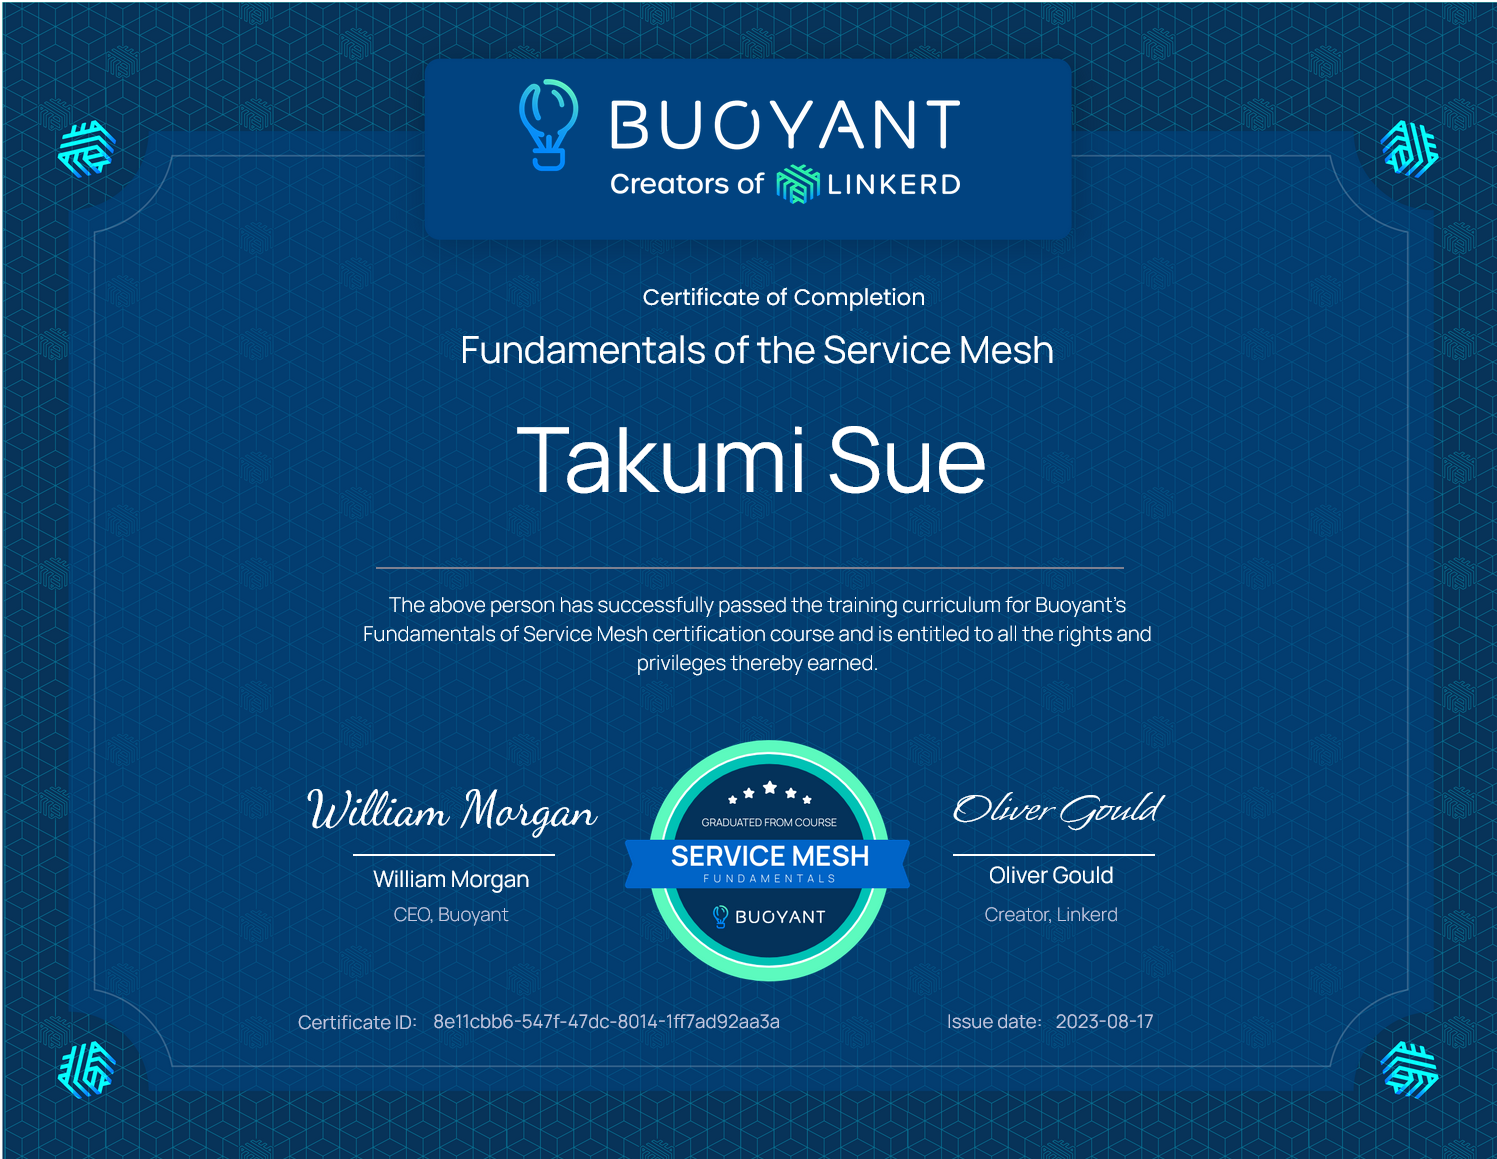 BUOYANT
Creators of LINKERD
Certificate of Completion
Fundamentals of the Service Mesh
Takumi Sue
The above person has successfully passed the training curriculum for Buoyant's
Fundamentals of Service Mesh certification course and is entitled to all the rights and
privileges thereby earned.
William Morgan
William Morgan
CEO, Buoyant
GRADUATED FROM COURSE
SERVICE MESH
FUNDAMENTALS
BUOYANT
Oliver Gould
Oliver Gould
Creator, Linkerd
Certificate ID: 8e11cbb6-547f-47dc-8014-1ff7ad92aa3a
Issue date: 2023-08-17